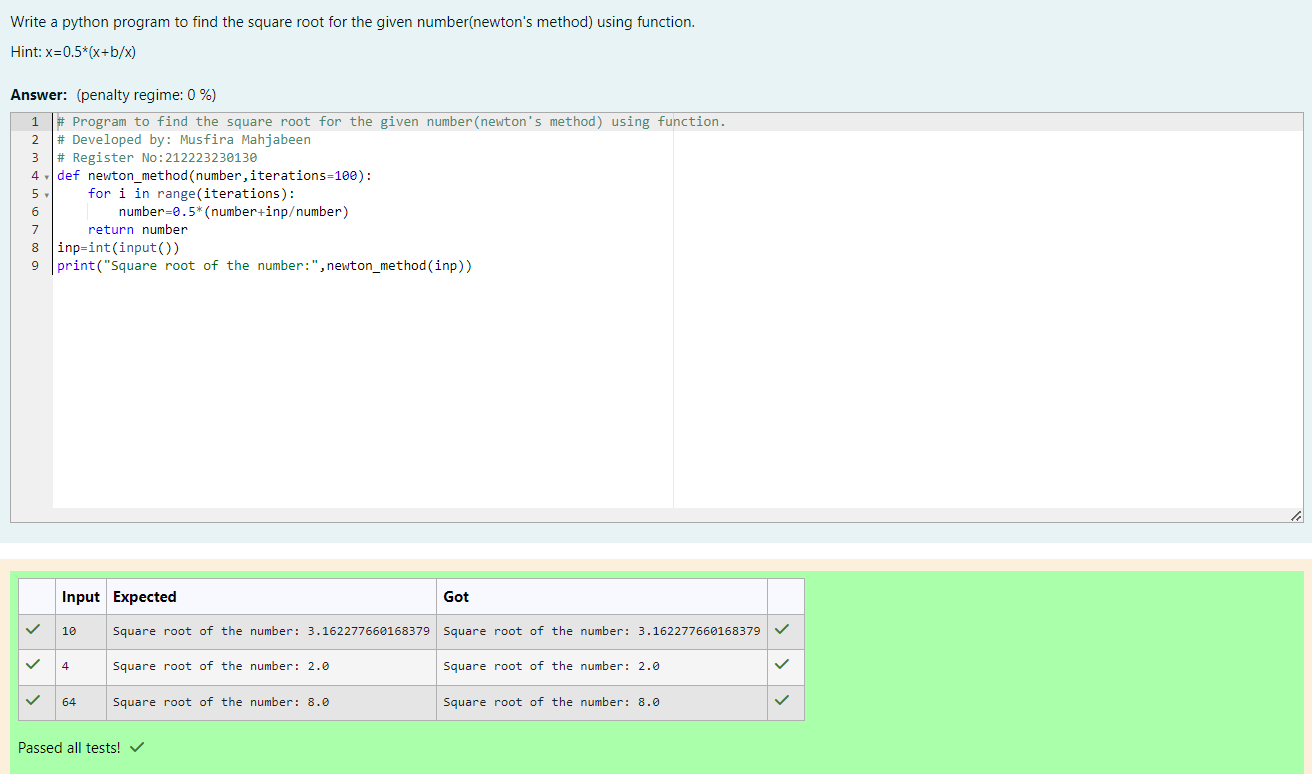 Write a python program to find the square root for the given number(newton's method) using function.
Hint: x=0.5*(x+b/x)
Answer: (penalty regime: 0 %)
1 # Program to find the square root for the given number(newton's method) using function.
2 # Developed by: Musfira Mahjabeen
3 # Register No:212223230130
4 def newton_method(number,iterations=100):
5     for i in range(iterations):
6         number=0.5*(number+inp/number)
7     return number
8 inp=int(input())
9 print("Square root of the number:",newton_method(inp))
Input Expected Got
10 Square root of the number: 3.162277660168379 Square root of the number: 3.162277660168379
4 Square root of the number: 2.0 Square root of the number: 2.0
64 Square root of the number: 8.0 Square root of the number: 8.0
Passed all tests!